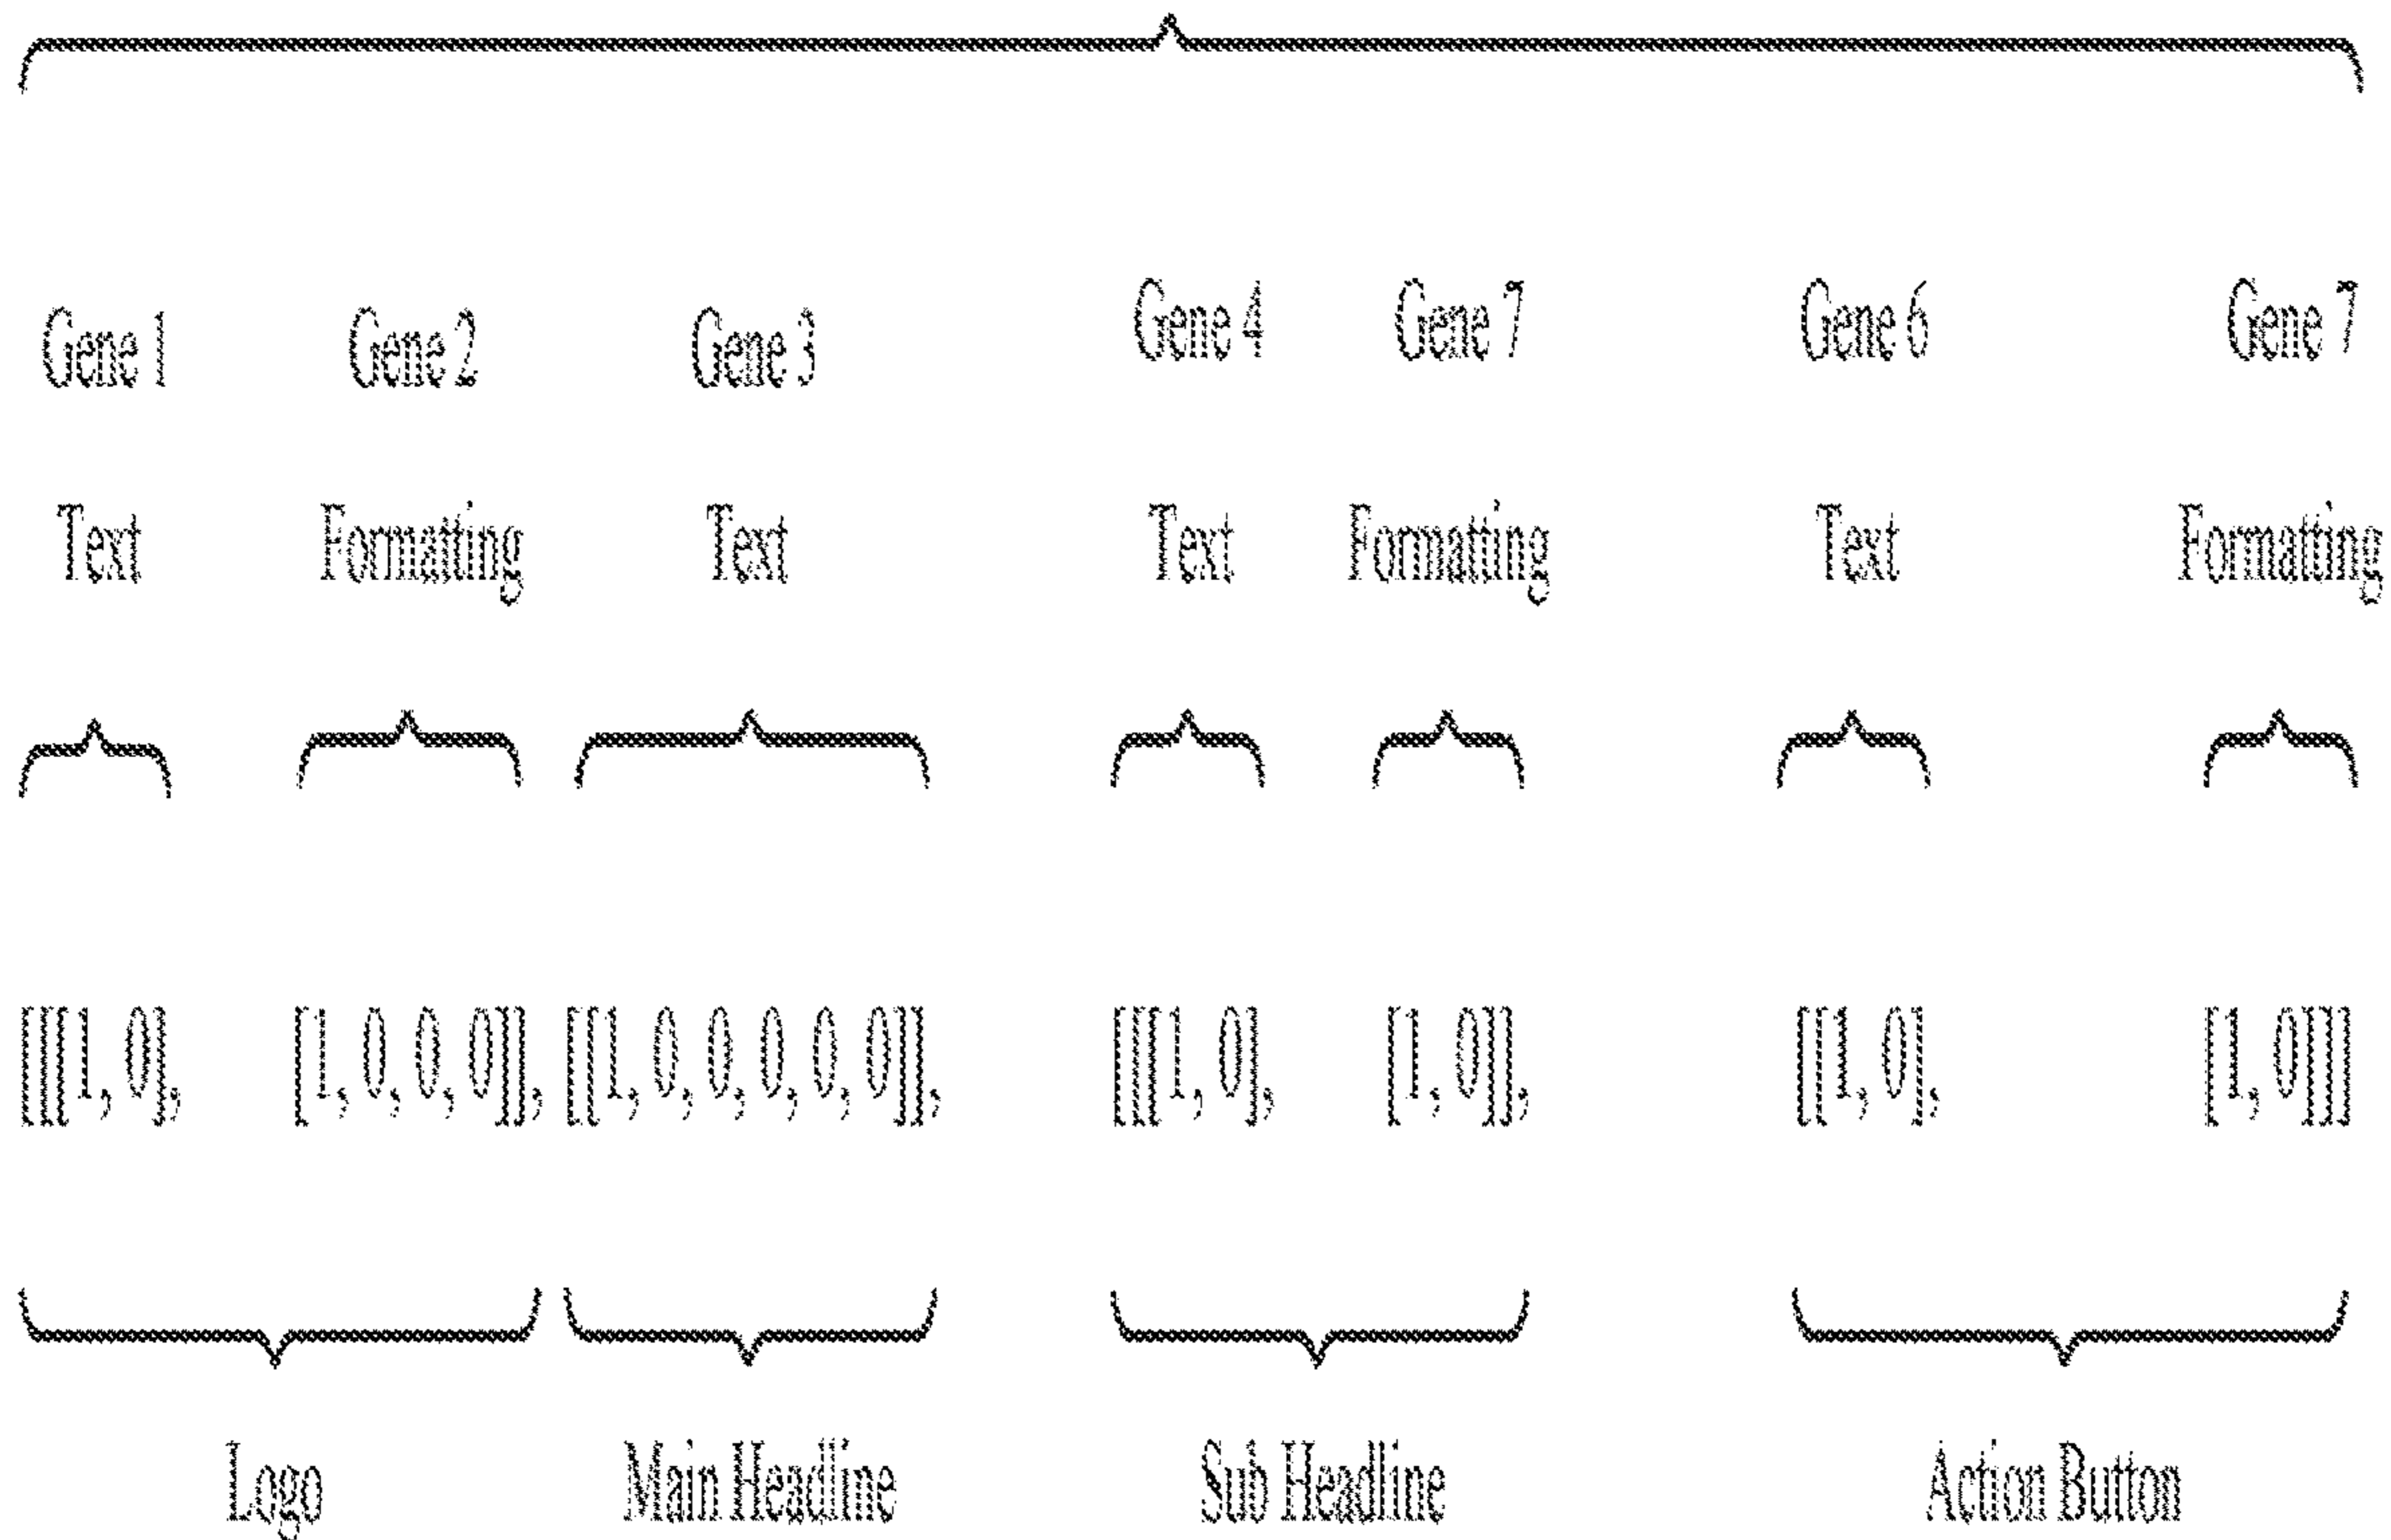 Gene 1 Gene 2 Gene 3 Gene 4 Gene 7 Gene 6 Gene 7
Text Formatting Text Text Formatting Text Formatting
[[[1, 0], [1, 0, 0, 0]], [[1, 0, 0, 0, 0, 0]], [[[1, 0], [1, 0]], [[1, 0], [1, 0]]]
Logo Main Headline Sub Headline Action Button